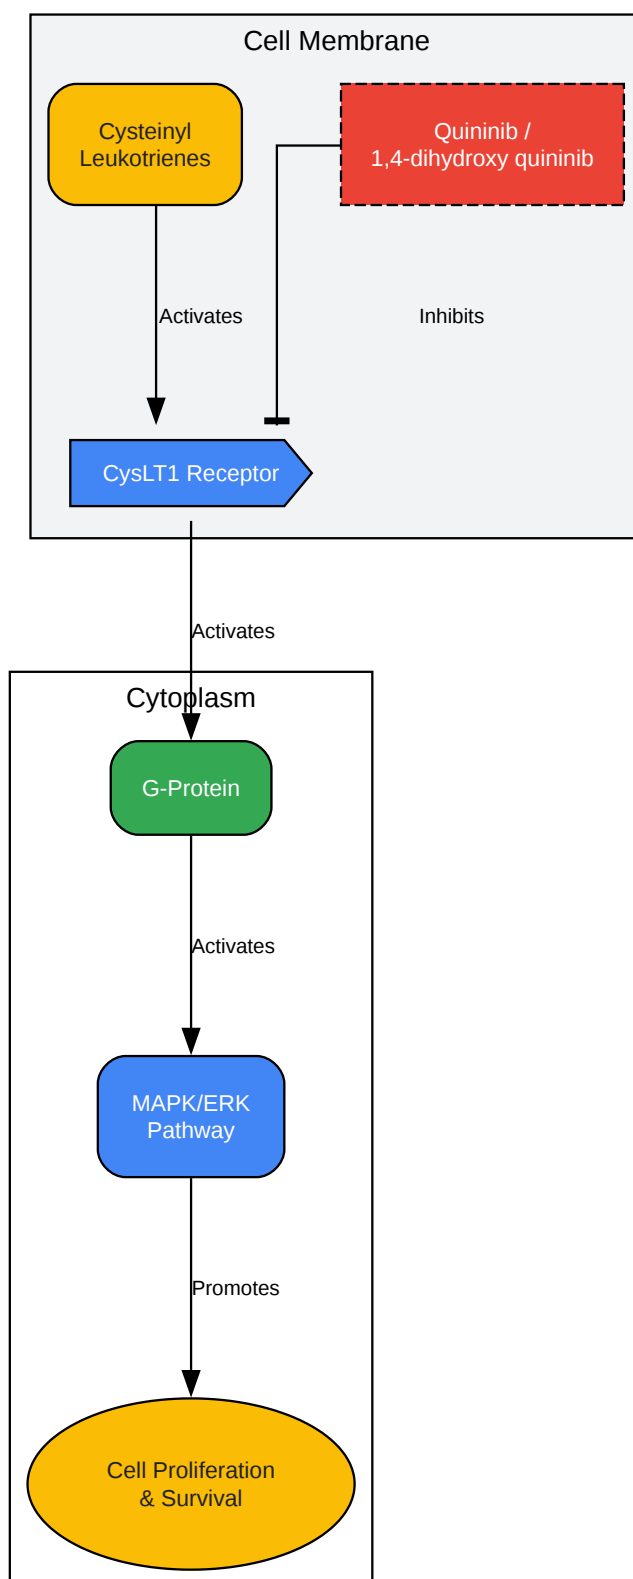 Cell Membrane
Cysteinyl
Leukotrienes
Quininib /
1,4-dihydroxy quininib
Activates
Inhibits
CysLT1 Receptor
Activates
Cytoplasm
G-Protein
Activates
MAPK/ERK
Pathway
Promotes
Cell Proliferation
& Survival